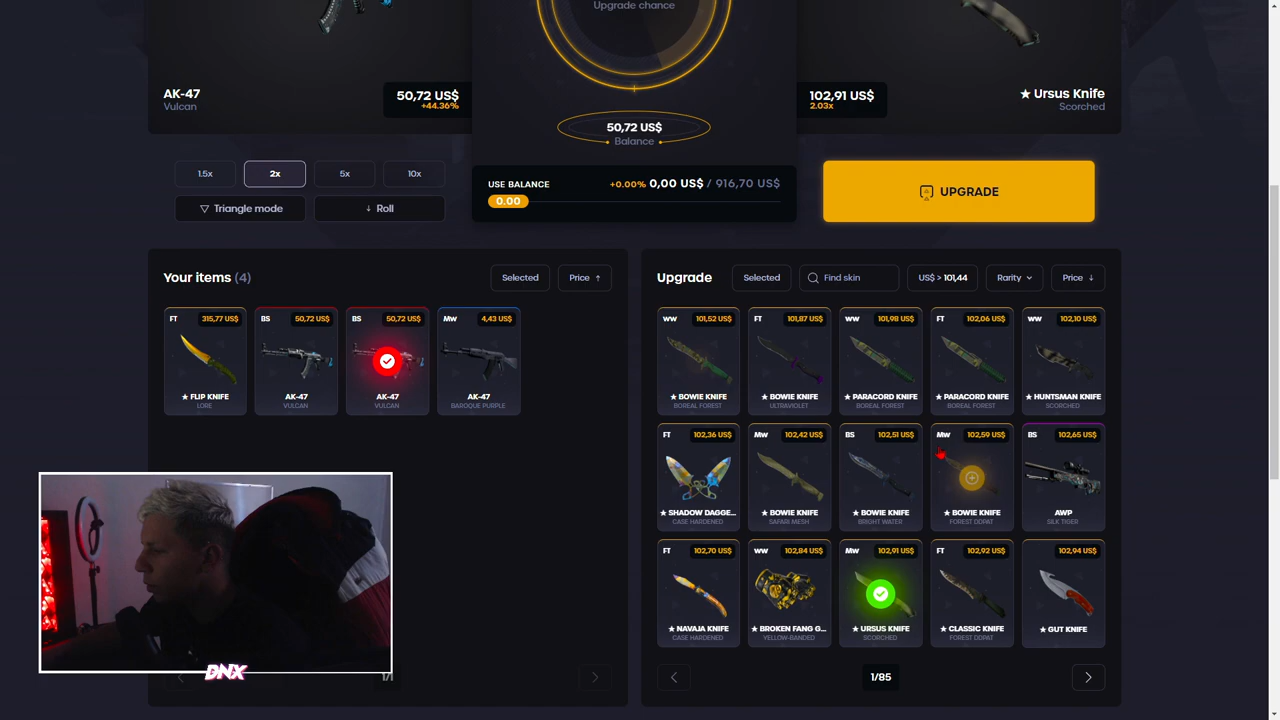 Upgrade chance
AK-47
Vulcan
50,72 US$
+44.36%
102,91 US$
2.03x
★ Ursus Knife
Scorched
50,72 US$
Balance
1.5x
2x
5x
10x
Triangle mode
Roll
USE BALANCE
+0.00% 0,00 US$ / 916,70 US$
0.00
UPGRADE
Your items (4)
Selected
Price
Upgrade
Selected
Find skin
US$ > 101,44
Rarity
Price
FT 315,77 US$
★ FLIP KNIFE
LORE
BS 50,72 US$
AK-47
VULCAN
BS 50,72 US$
AK-47
VULCAN
MW 4,43 US$
AK-47
BAROQUE PURPLE
WW 101,52 US$
★ BOWIE KNIFE
BOREAL FOREST
FT 101,87 US$
★ BOWIE KNIFE
ULTRAVIOLET
WW 101,98 US$
★ PARACORD KNIFE
BOREAL FOREST
FT 102,06 US$
★ PARACORD KNIFE
BOREAL FOREST
WW 102,10 US$
★ HUNTSMAN KNIFE
SCORCHED
FT 102,36 US$
★ SHADOW DAGGE...
CASE HARDENED
MW 102,42 US$
★ BOWIE KNIFE
SAFARI MESH
BS 102,51 US$
★ BOWIE KNIFE
BRIGHT WATER
MW 102,59 US$
★ BOWIE KNIFE
FOREST DDPAT
BS 102,65 US$
AWP
SILK TIGER
FT 102,70 US$
★ NAVAJA KNIFE
CASE HARDENED
WW 102,84 US$
★ BROKEN FANG G...
YELLOW-BANDED
MW 102,91 US$
★ URSUS KNIFE
SCORCHED
FT 102,92 US$
★ CLASSIC KNIFE
FOREST DDPAT
102,94 US$
★ GUT KNIFE
DNX
1/1
1/85